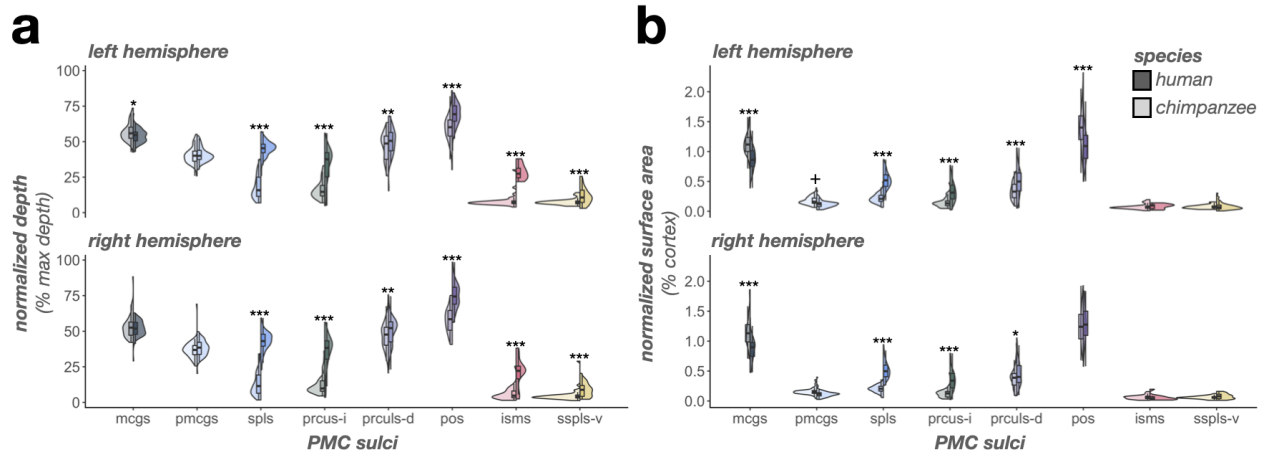 a
left hemisphere
100
75
50
25
0
*
***
***
**
***
***
***
right hemisphere
100
75
50
25
0
***
***
**
***
***
***
normalized depth
(% max depth)
mcgs pmcgs spls prcus-i prculs-d pos isms sspls-v
PMC sulci
b
left hemisphere
2.0
1.5
1.0
0.5
0.0
***
+
***
***
***
***
species
human
chimpanzee
right hemisphere
2.0
1.5
1.0
0.5
0.0
***
***
***
*
normalized surface area
(% cortex)
mcgs pmcgs spls prcus-i prculs-d pos isms sspls-v
PMC sulci